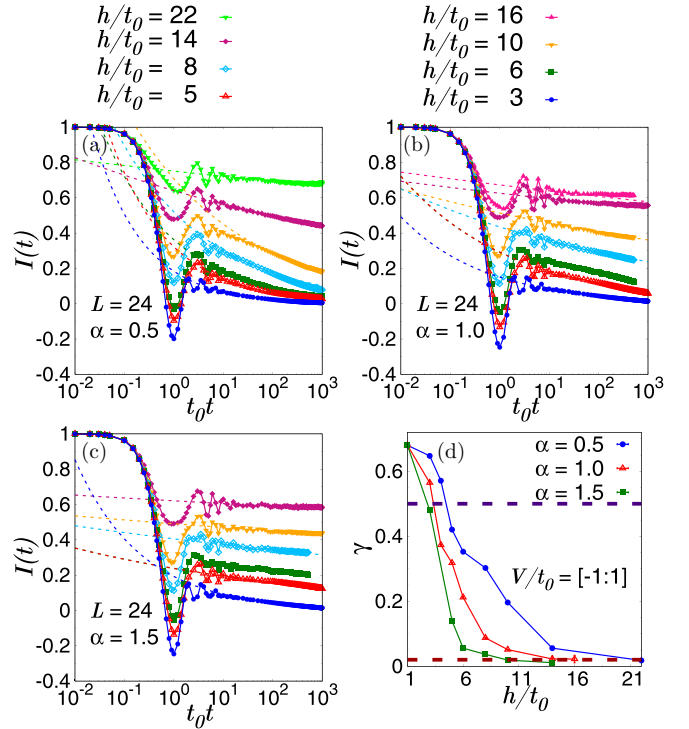 h/t₀ = 22
h/t₀ = 14
h/t₀ = 8
h/t₀ = 5
h/t₀ = 16
h/t₀ = 10
h/t₀ = 6
h/t₀ = 3
(a)
I(t)
1
0.8
0.6
0.4
0.2
0
-0.2
-0.4
L = 24
α = 0.5
10⁻² 10⁻¹ 10⁰ 10¹ 10² 10³
t₀t
(b)
I(t)
1
0.8
0.6
0.4
0.2
0
-0.2
-0.4
L = 24
α = 1.0
10⁻² 10⁻¹ 10⁰ 10¹ 10² 10³
t₀t
(c)
I(t)
1
0.8
0.6
0.4
0.2
0
-0.2
-0.4
L = 24
α = 1.5
10⁻² 10⁻¹ 10⁰ 10¹ 10² 10³
t₀t
(d)
γ
0.6
0.4
0.2
0
α = 0.5
α = 1.0
α = 1.5
V/t₀ = [-1:1]
1 6 11 16 21
h/t₀